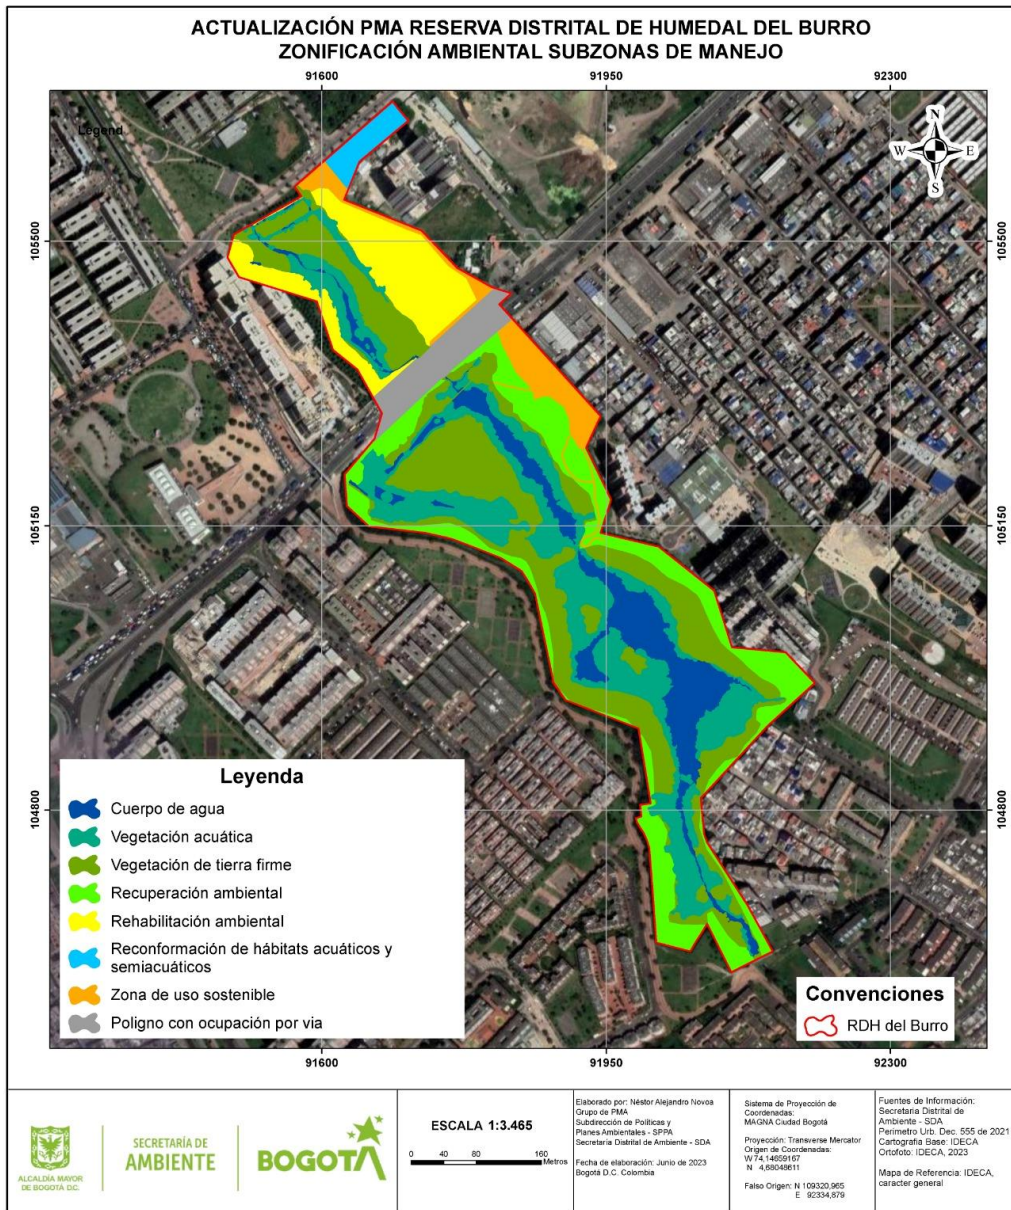 ACTUALIZACIÓN PMA RESERVA DISTRITAL DE HUMEDAL DEL BURRO
ZONIFICACIÓN AMBIENTAL SUBZONAS DE MANEJO
91600 91950 92300
Legend
N
W E
S
105500 105500
105150 105150
104800 104800
Leyenda
Cuerpo de agua
Vegetación acuática
Vegetación de tierra firme
Recuperación ambiental
Rehabilitación ambiental
Reconformación de hábitats acuáticos y
semiacuáticos
Zona de uso sostenible
Poligno con ocupación por via
Convenciones
RDH del Burro
91600 91950 92300
ALCALDÍA MAYOR
DE BOGOTÁ D.C.
SECRETARÍA DE
AMBIENTE
BOGOTÁ
ESCALA 1:3.465
0 40 80 160
Metros
Elaborado por: Néstor Alejandro Novoa
Grupo de PMA
Subdirección de Políticas y
Planes Ambientales - SPPA
Secretaría Distrital de Ambiente - SDA
Fecha de elaboración: Junio de 2023
Bogotá D.C. Colombia
Sistema de Proyección de
Coordenadas:
MAGNA Ciudad Bogotá
Proyección: Transverse Mercator
Origen de Coordenadas:
W 74,14659167
N 4,68048611
Falso Origen: N 109320,965
E 92334,879
Fuentes de Información:
Secretaria Distrital de
Ambiente - SDA
Perímetro Urb. Dec. 555 de 2021
Cartografía Base: IDECA
Ortofoto: IDECA, 2023
Mapa de Referencia: IDECA,
caracter general